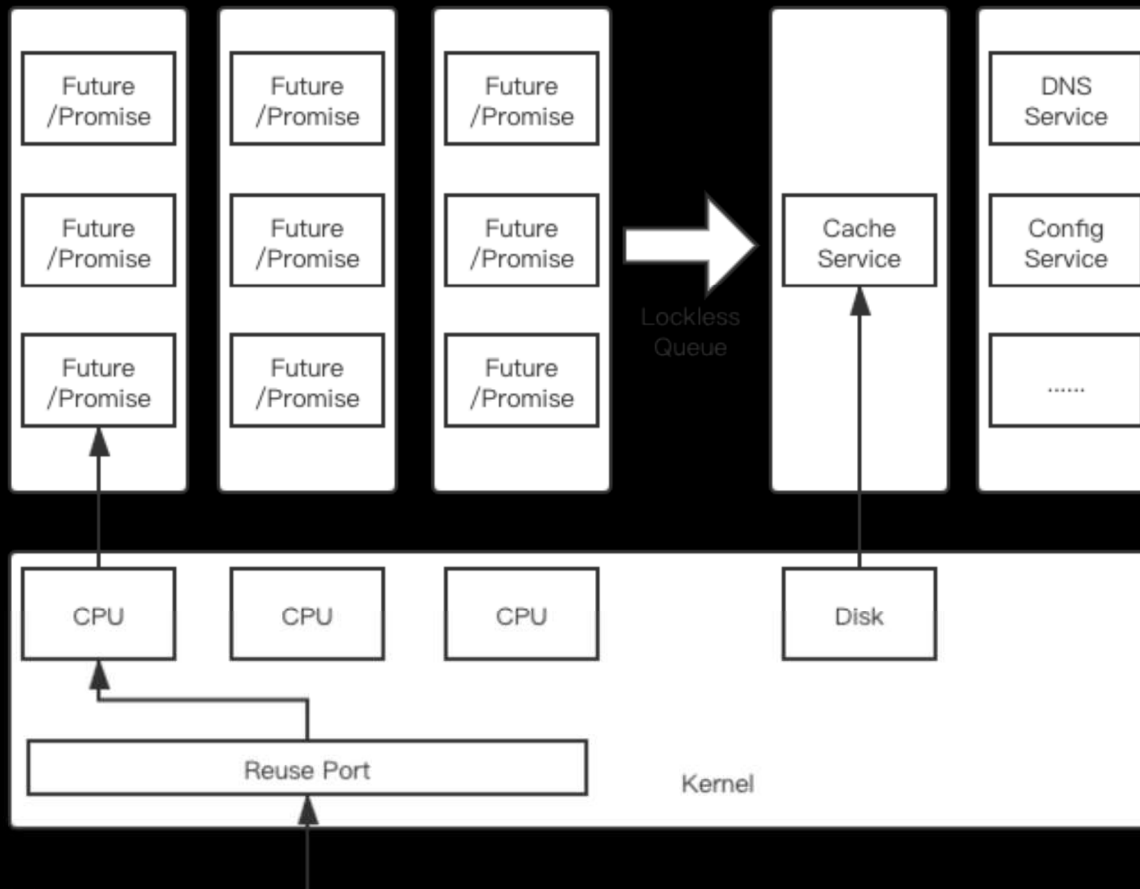 Future
/Promise
Future
/Promise
Future
/Promise
DNS
Service
Future
/Promise
Future
/Promise
Future
/Promise
Cache
Service
Config
Service
Lockless
Queue
Future
/Promise
Future
/Promise
Future
/Promise
......
CPU
CPU
CPU
Disk
Reuse Port
Kernel